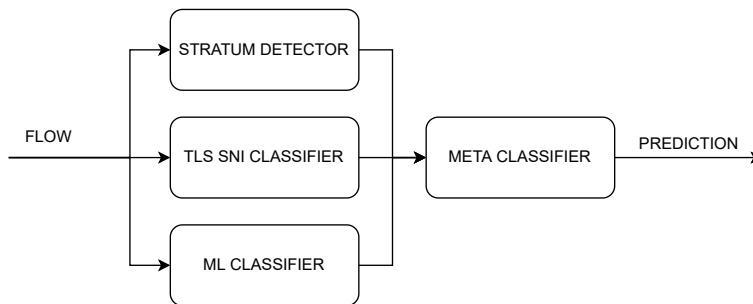 STRATUM DETECTOR
FLOW
TLS SNI CLASSIFIER
META CLASSIFIER
PREDICTION
ML CLASSIFIER